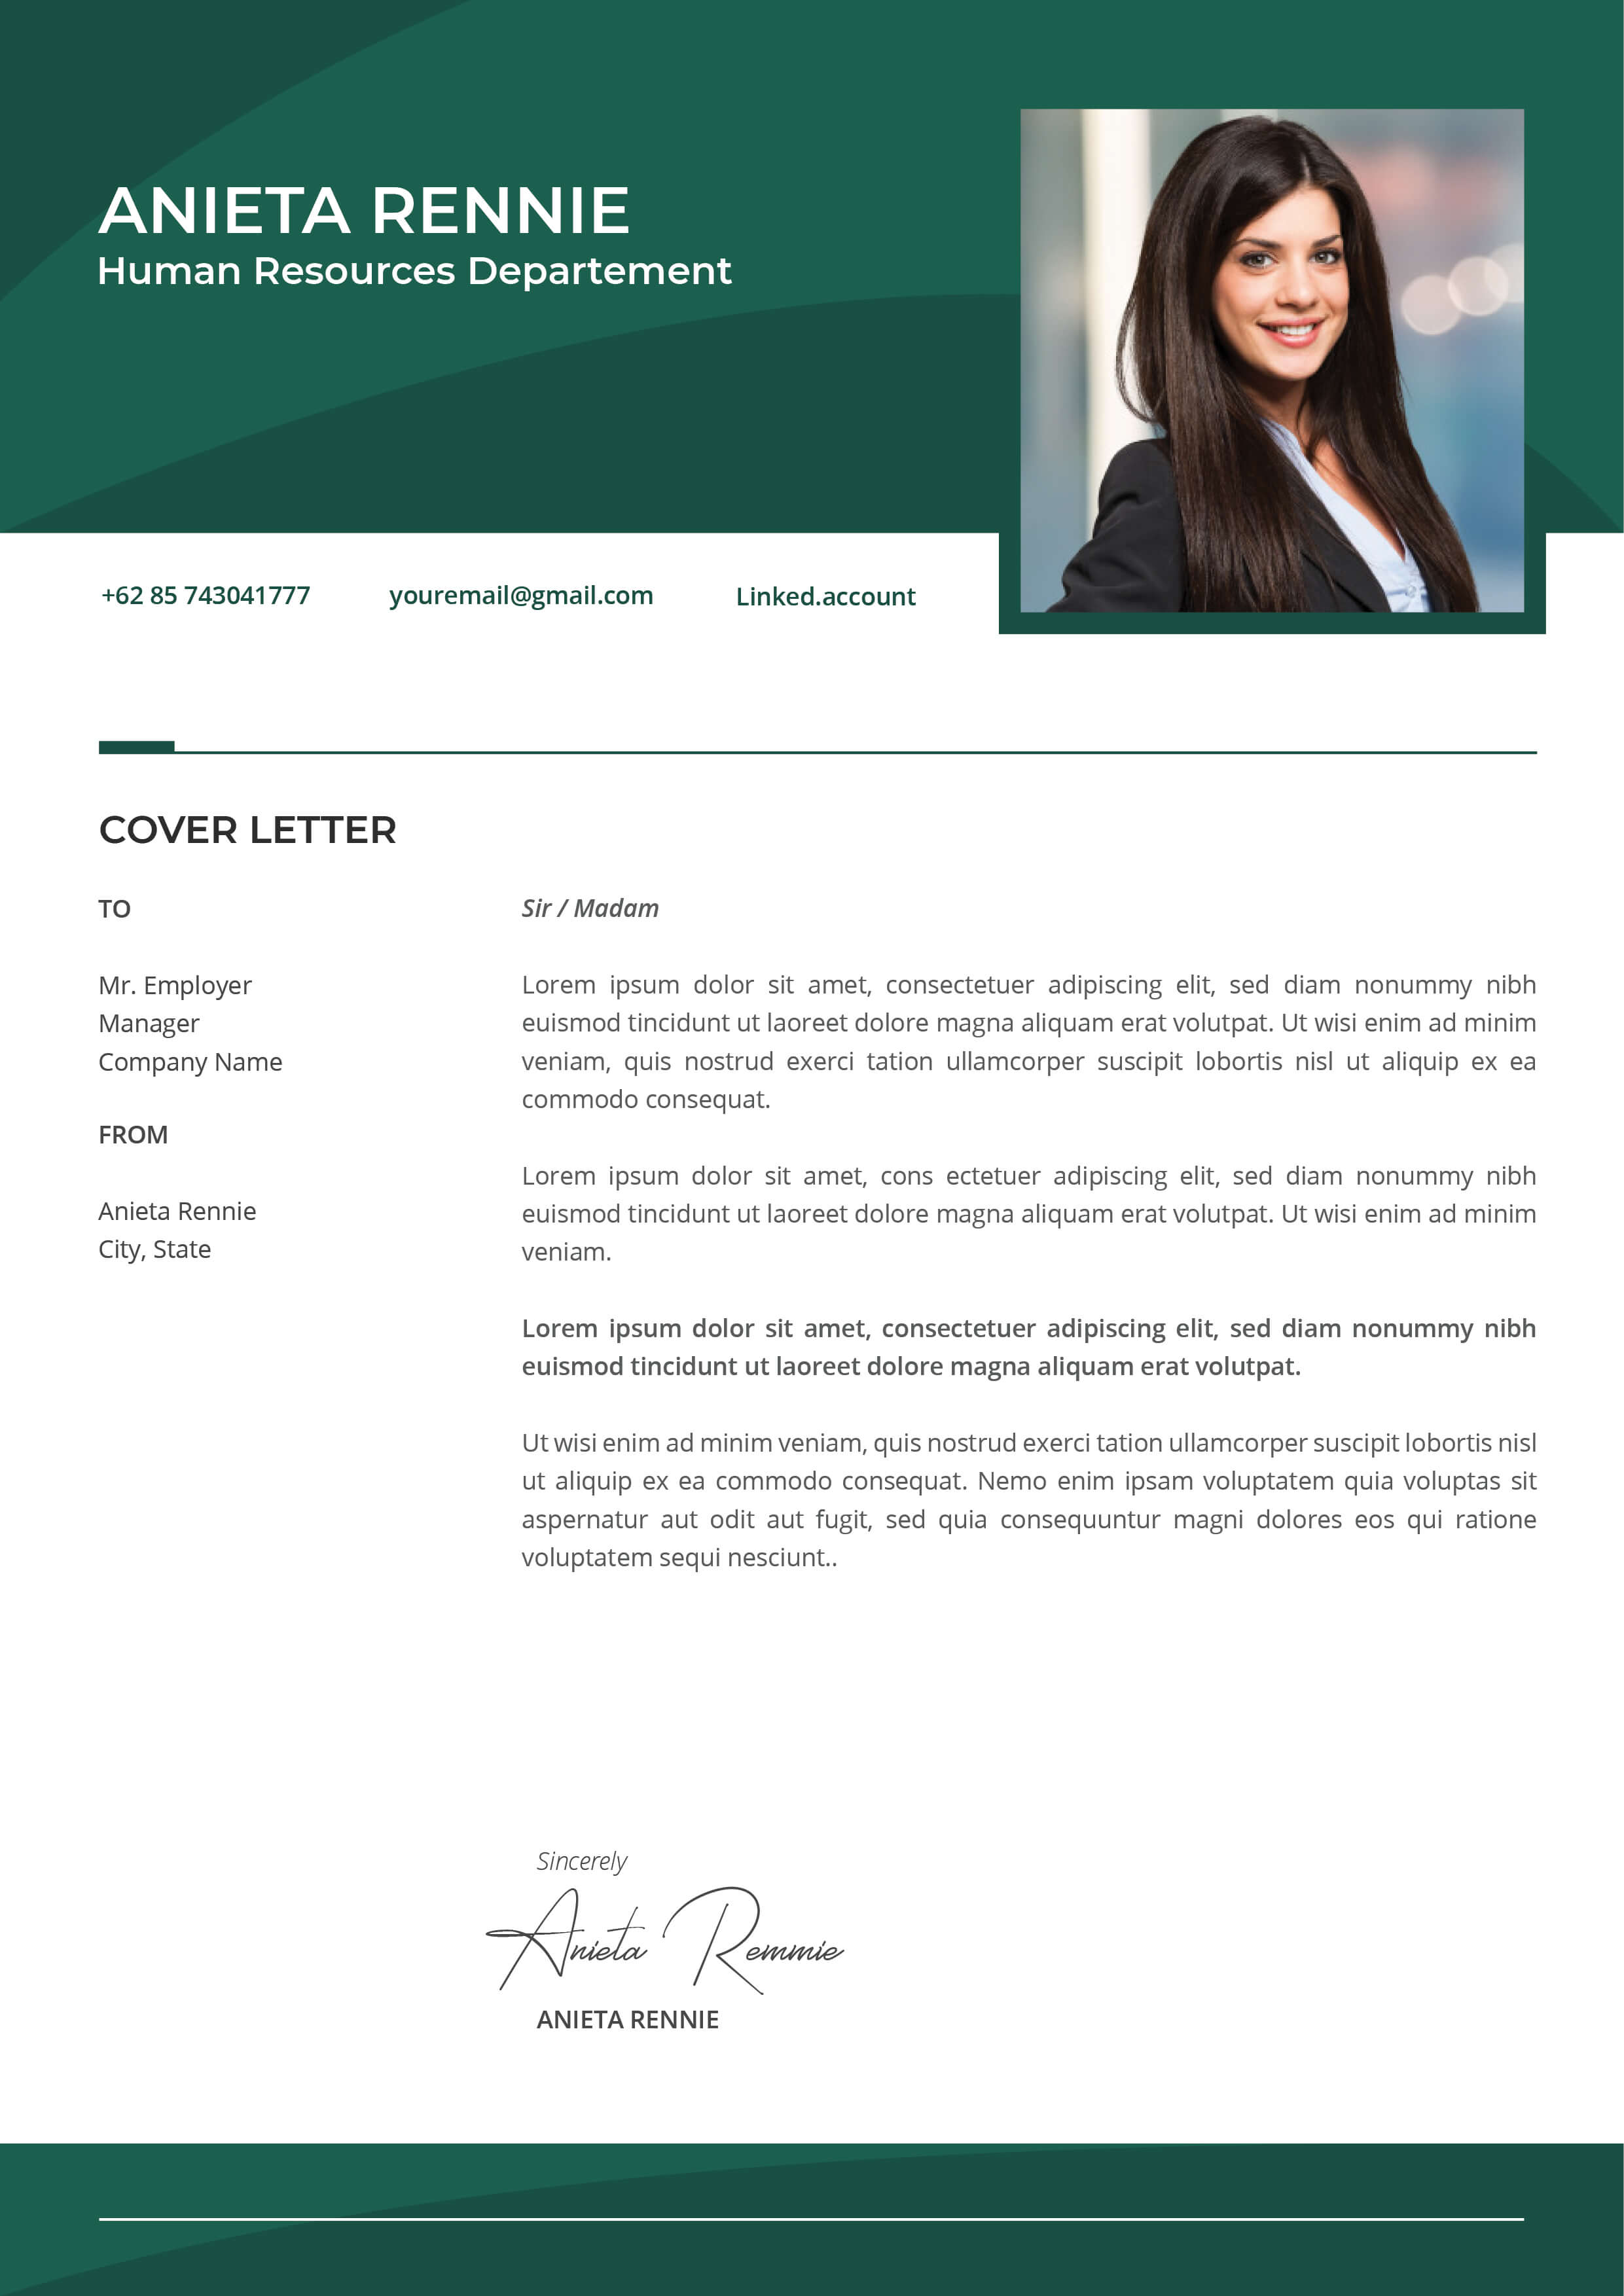 ANIETA RENNIE
Human Resources Departement
+62 85 743041777 youremail@gmail.com Linked.account
COVER LETTER
TO
Mr. Employer
Manager
Company Name
FROM
Anieta Rennie
City, State
Sir / Madam
Lorem ipsum dolor sit amet, consectetuer adipiscing elit, sed diam nonummy nibh
euismod tincidunt ut laoreet dolore magna aliquam erat volutpat. Ut wisi enim ad minim
veniam, quis nostrud exerci tation ullamcorper suscipit lobortis nisl ut aliquip ex ea
commodo consequat.
Lorem ipsum dolor sit amet, cons ectetuer adipiscing elit, sed diam nonummy nibh
euismod tincidunt ut laoreet dolore magna aliquam erat volutpat. Ut wisi enim ad minim
veniam.
Lorem ipsum dolor sit amet, consectetuer adipiscing elit, sed diam nonummy nibh
euismod tincidunt ut laoreet dolore magna aliquam erat volutpat.
Ut wisi enim ad minim veniam, quis nostrud exerci tation ullamcorper suscipit lobortis nisl
ut aliquip ex ea commodo consequat. Nemo enim ipsam voluptatem quia voluptas sit
aspernatur aut odit aut fugit, sed quia consequuntur magni dolores eos qui ratione
voluptatem sequi nesciunt..
Sincerely
Anieta Remmie
ANIETA RENNIE